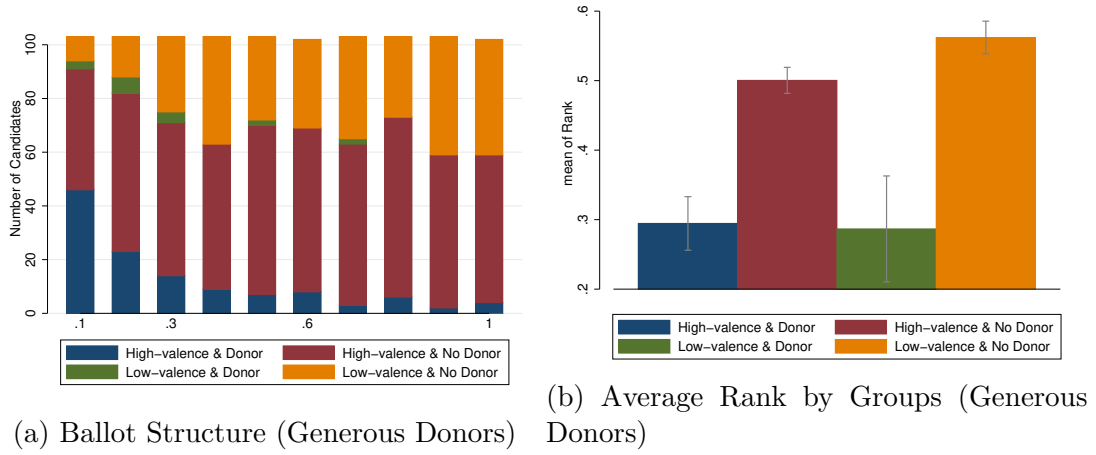 Number of Candidates
100
80
60
40
20
0
.1
.3
.6
1
High-valence & Donor
High-valence & No Donor
Low-valence & Donor
Low-valence & No Donor
(a) Ballot Structure (Generous Donors)
mean of Rank
.6
.5
.4
.3
.2
High-valence & Donor
High-valence & No Donor
Low-valence & Donor
Low-valence & No Donor
(b) Average Rank by Groups (Generous
Donors)